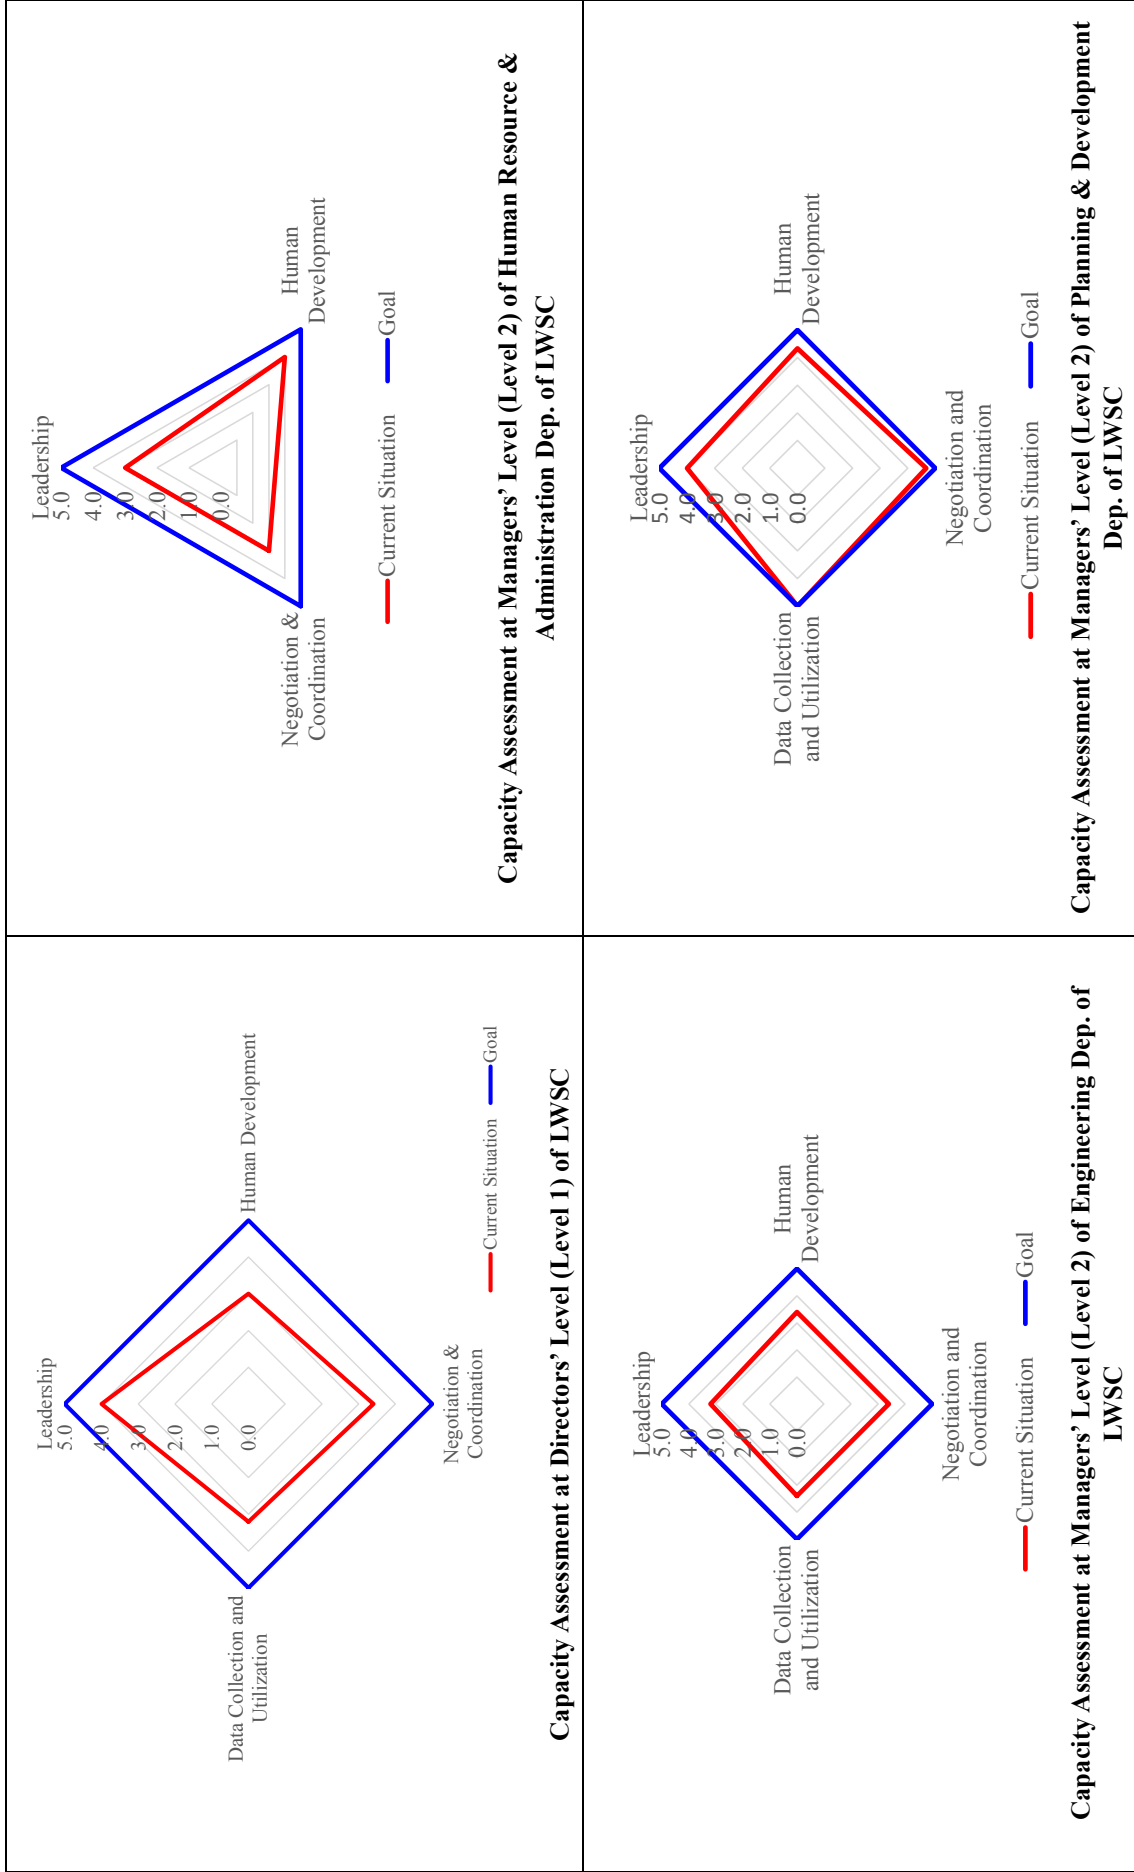 Leadership
5.0
4.0
3.0
2.0
1.0
0.0
Human Development
Data Collection and
Utilization
Negotiation &
Coordination
Current Situation
Goal
Capacity Assessment at Directors' Level (Level 1) of LWSC
Leadership
5.0
4.0
3.0
2.0
1.0
0.0
Negotiation &
Coordination
Human
Development
Current Situation
Goal
Capacity Assessment at Managers' Level (Level 2) of Human Resource &
Administration Dep. of LWSC
Leadership
5.0
4.0
3.0
2.0
1.0
0.0
Data Collection
and Utilization
Human
Development
Negotiation and
Coordination
Current Situation
Goal
Capacity Assessment at Managers' Level (Level 2) of Engineering Dep. of
LWSC
Leadership
5.0
4.0
3.0
2.0
1.0
0.0
Data Collection
and Utilization
Human
Development
Negotiation and
Coordination
Current Situation
Goal
Capacity Assessment at Managers' Level (Level 2) of Planning & Development
Dep. of LWSC